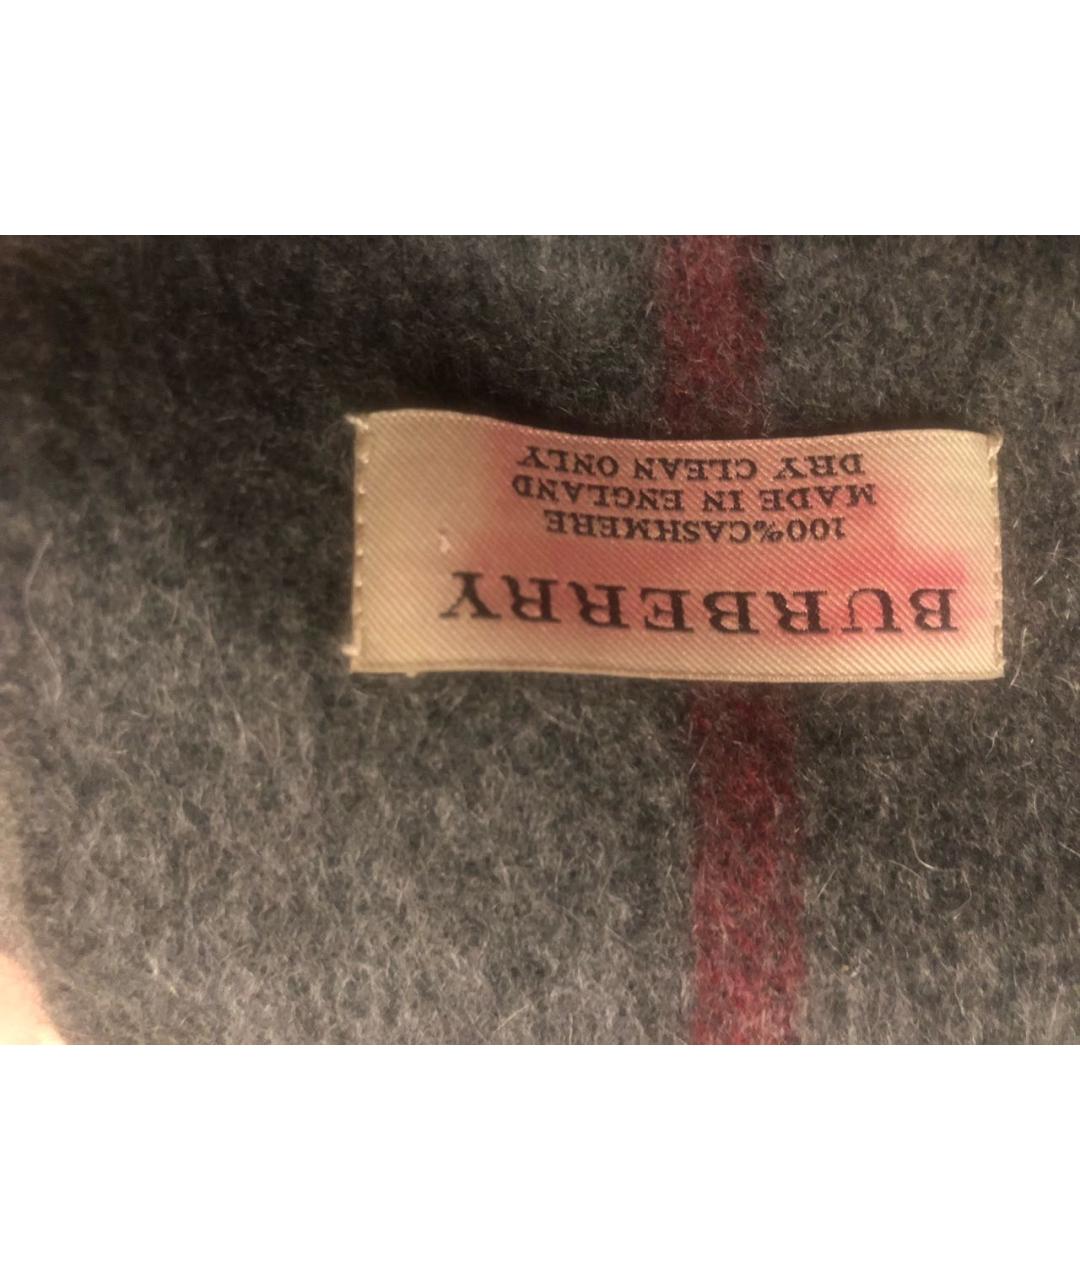 BURBERRY
100%CASHMERE
MADE IN ENGLAND
DRY CLEAN ONLY